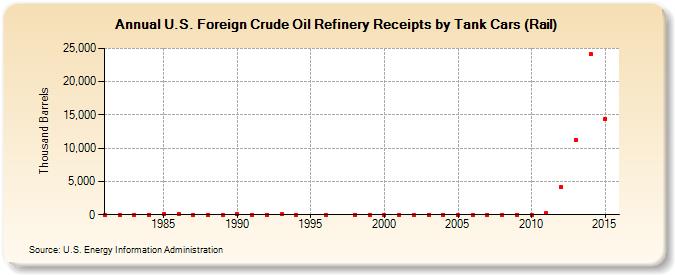 Annual U.S. Foreign Crude Oil Refinery Receipts by Tank Cars (Rail)
Thousand Barrels
25,000
20,000
15,000
10,000
5,000
0
1985 1990 1995 2000 2005 2010 2015
Source: U.S. Energy Information Administration